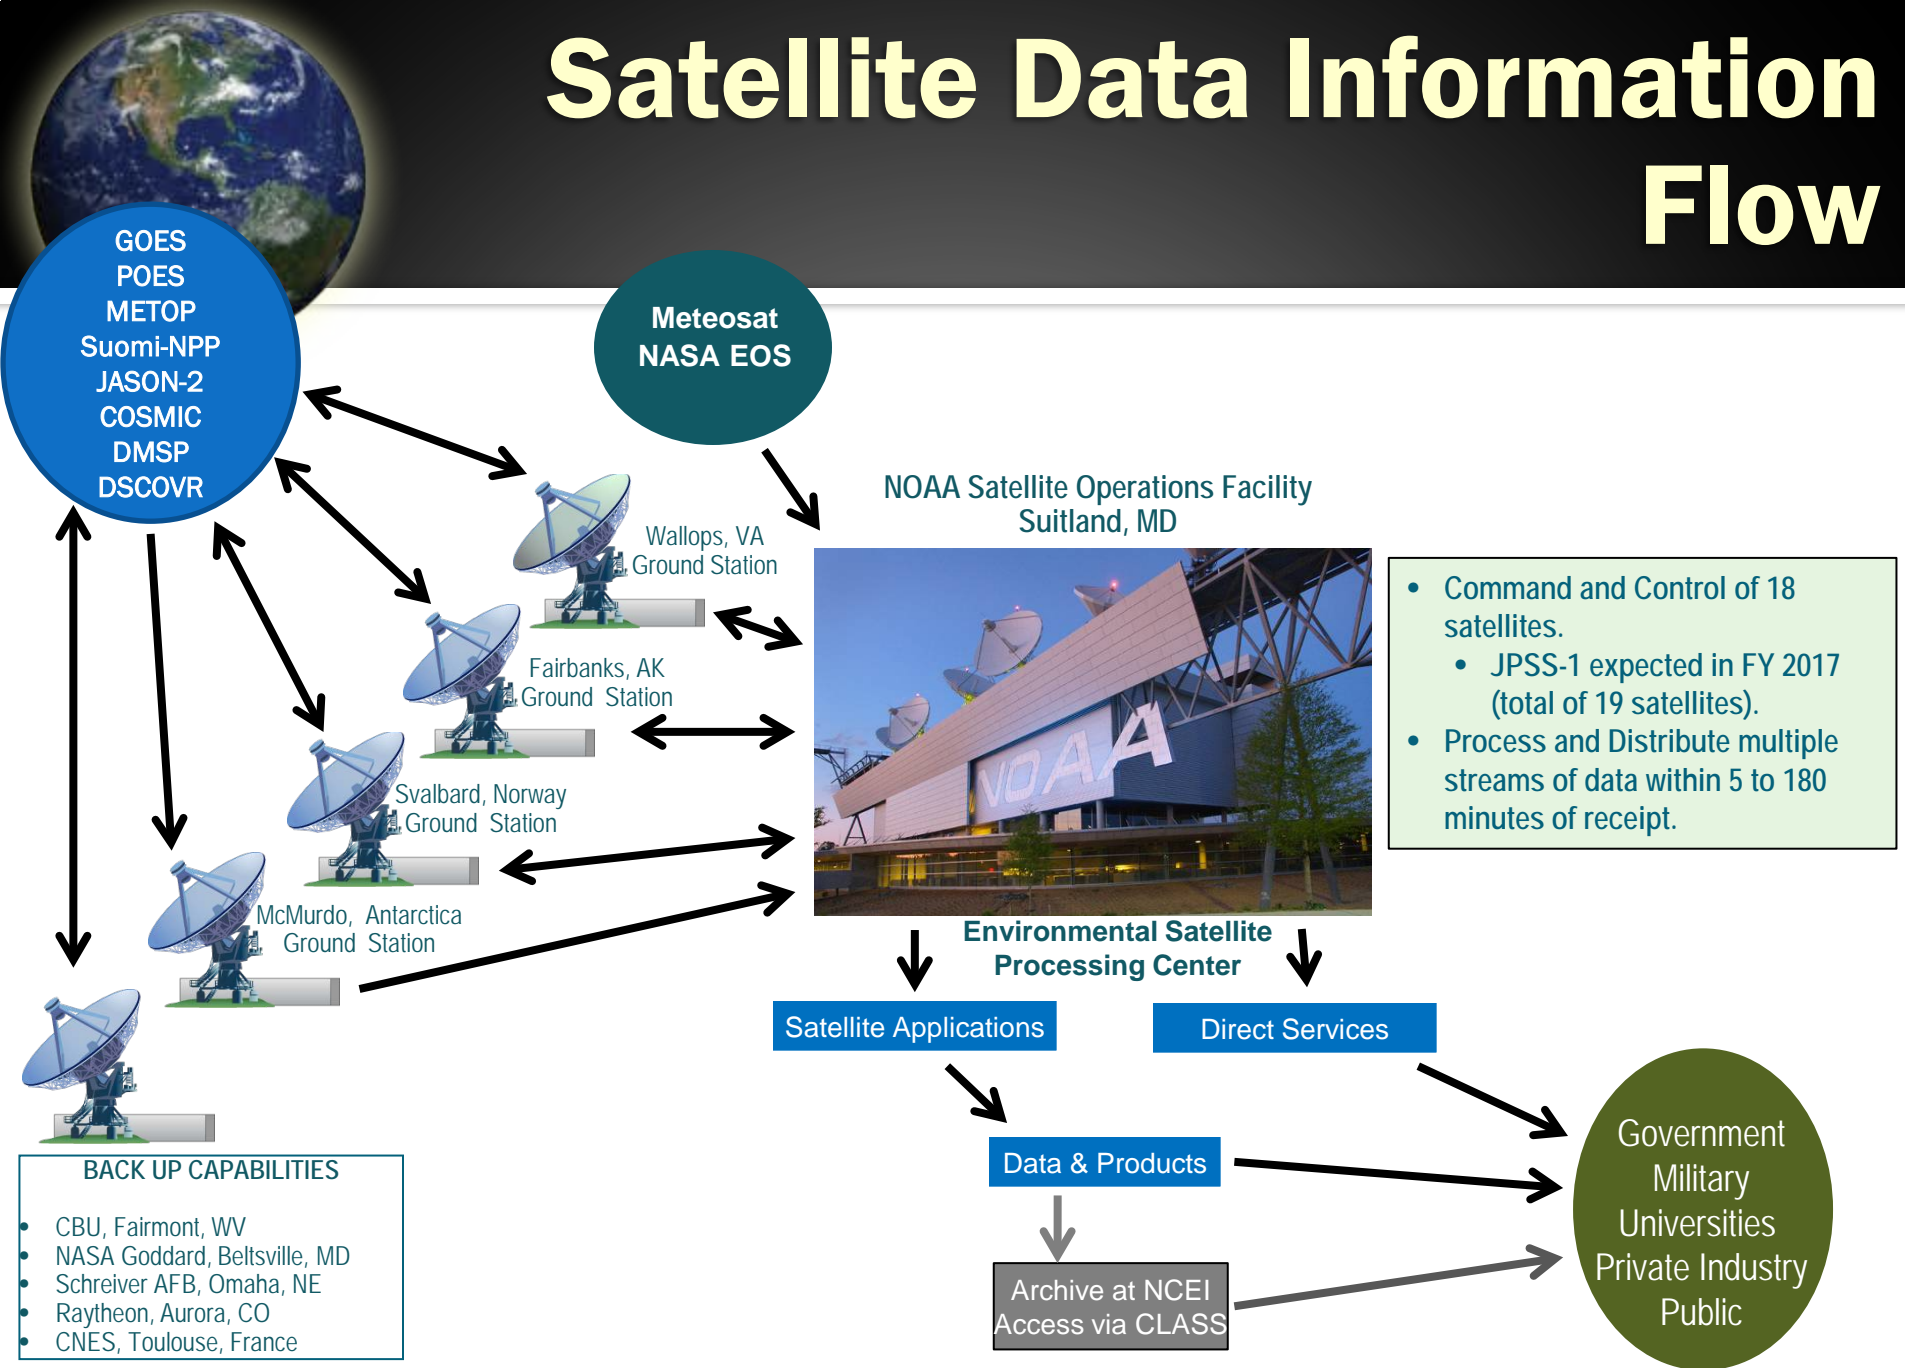 Satellite Data Information
Flow
GOES
POES
METOP
Suomi-NPP
JASON-2
COSMIC
DMSP
DSCOVR
Meteosat
NASA EOS
NOAA Satellite Operations Facility
Suitland, MD
Wallops, VA
Ground Station
Fairbanks, AK
Ground Station
Svalbard, Norway
Ground Station
McMurdo, Antarctica
Ground Station
NOAA
• Command and Control of 18
satellites.
• JPSS-1 expected in FY 2017
(total of 19 satellites).
• Process and Distribute multiple
streams of data within 5 to 180
minutes of receipt.
Environmental Satellite
Processing Center
Satellite Applications
Direct Services
Data & Products
Archive at NCEI
Access via CLASS
Government
Military
Universities
Private Industry
Public
BACK UP CAPABILITIES
• CBU, Fairmont, WV
• NASA Goddard, Beltsville, MD
• Schreiver AFB, Omaha, NE
• Raytheon, Aurora, CO
• CNES, Toulouse, France